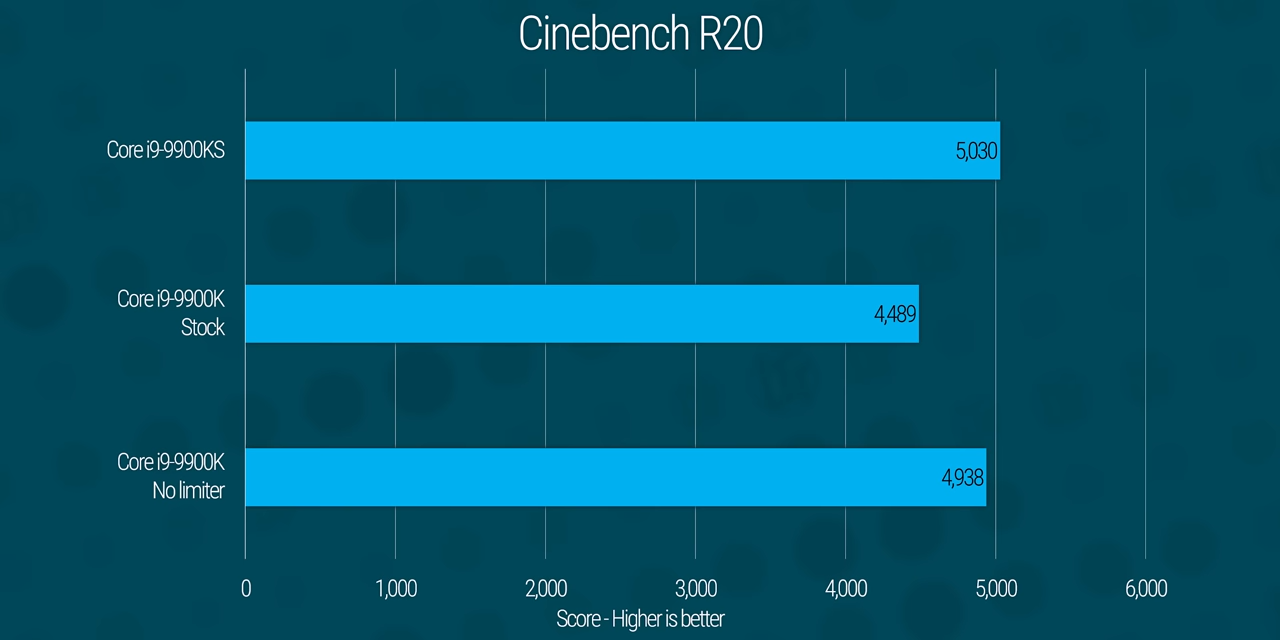 Cinebench R20
Core i9-9900KS
5,030
Core i9-9900K
Stock
4,489
Core i9-9900K
No limiter
4,938
0 1,000 2,000 3,000 4,000 5,000 6,000
Score - Higher is better